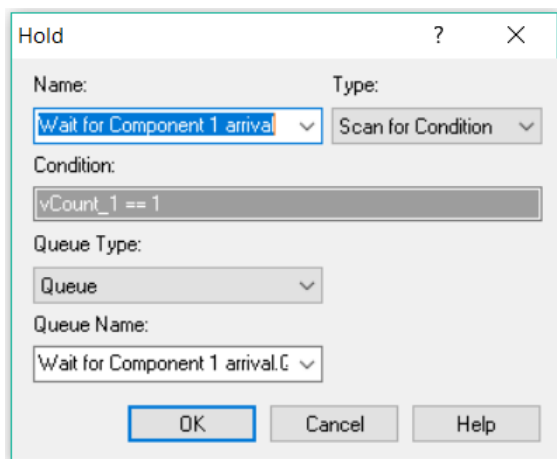 Hold ?
Name: Type:
Wait for Component 1 arrival Scan for Condition
Condition:
vCount_1 == 1
Queue Type:
Queue
Queue Name:
Wait for Component 1 arrival.
OK Cancel Help